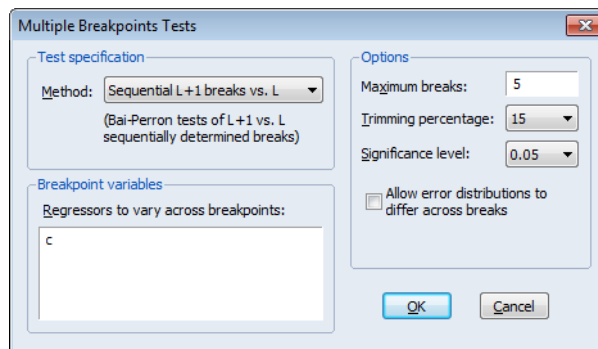 Multiple Breakpoints Tests
Test specification
Method: Sequential L+1 breaks vs. L
(Bai-Perron tests of L+1 vs. L
sequentially determined breaks)
Breakpoint variables
Regressors to vary across breakpoints:
c
Options
Maximum breaks: 5
Trimming percentage: 15
Significance level: 0.05
Allow error distributions to
differ across breaks
OK
Cancel